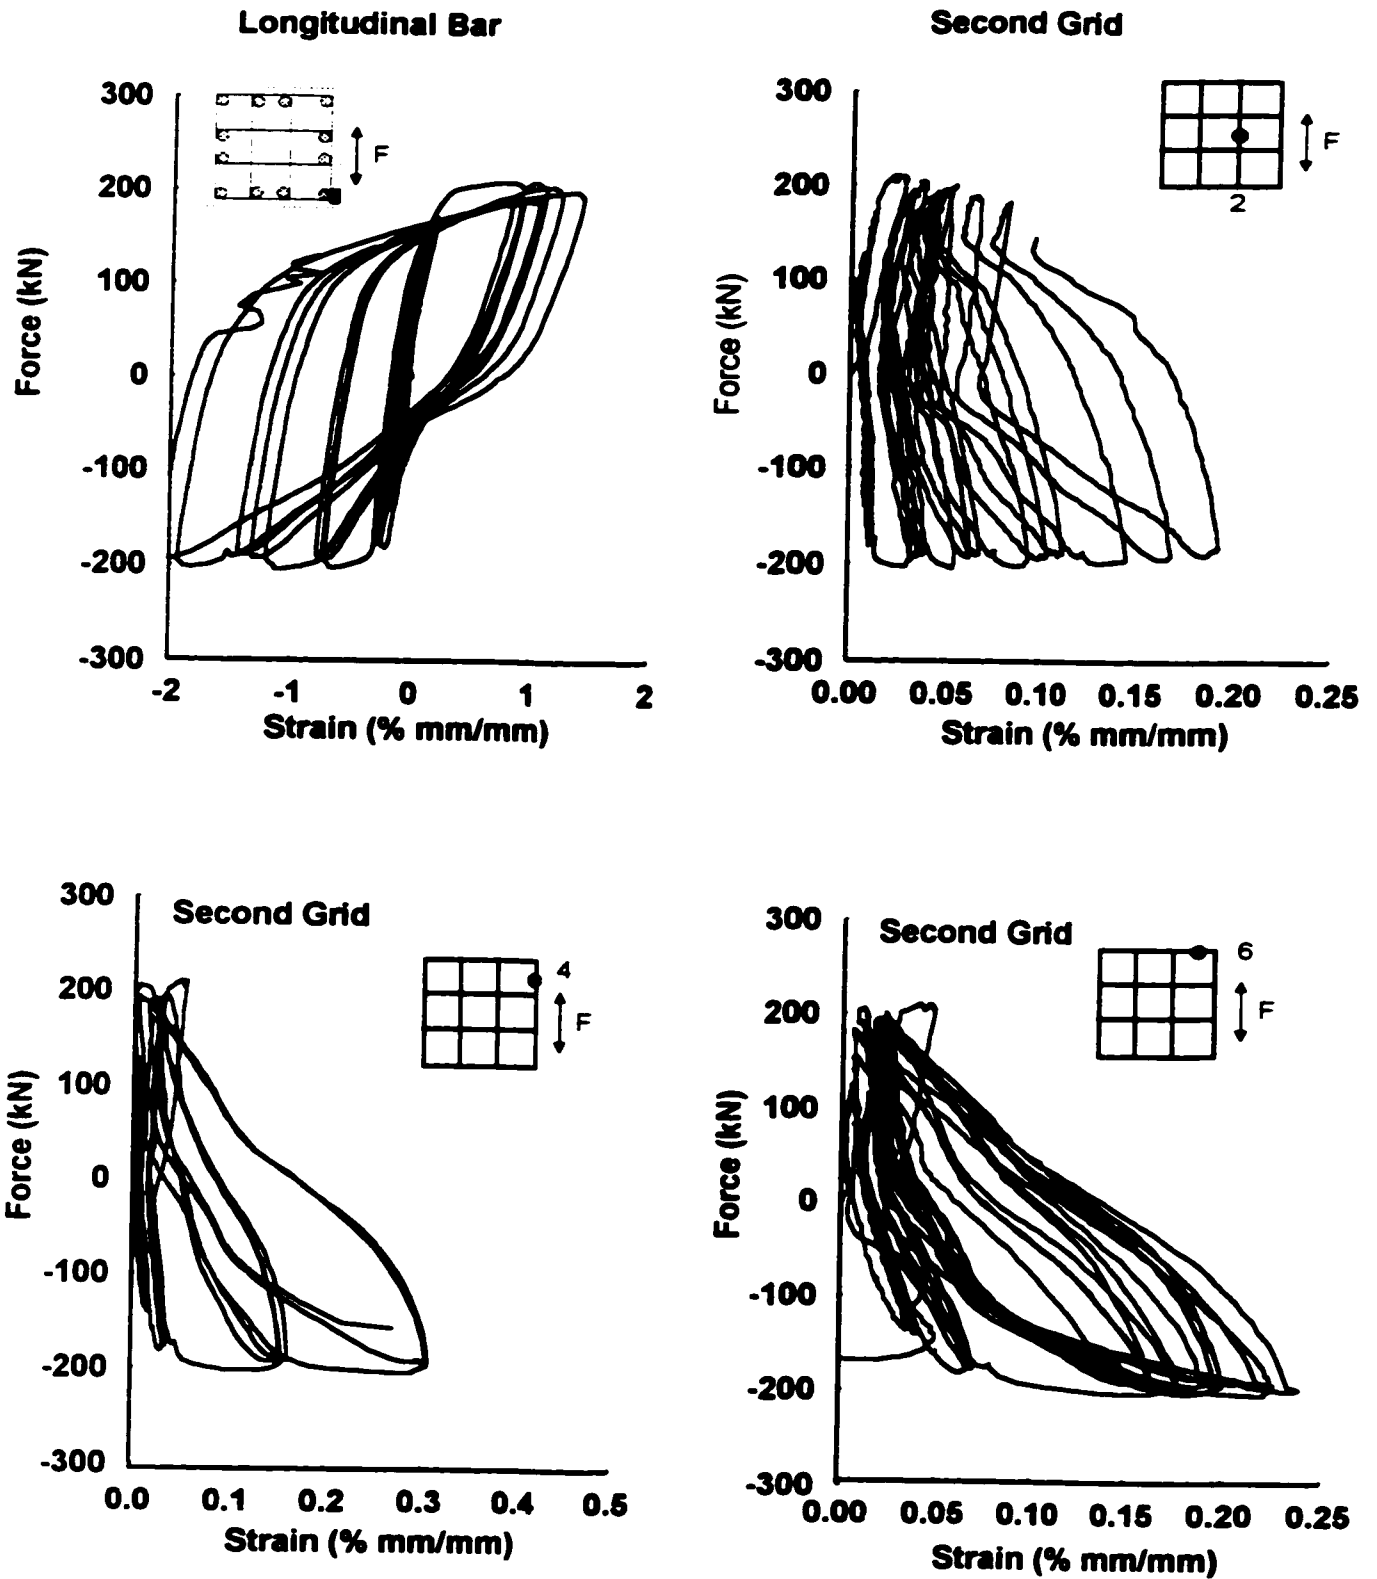 Longitudinal Bar
300
200
100
0
-100
-200
-300
-2 -1 0 1 2
Strain (% mm/mm)
Force (kN)
F
Second Grid
300
200
100
0
-100
-200
-300
0.00 0.05 0.10 0.15 0.20 0.25
Strain (% mm/mm)
Force (kN)
F
2
Second Grid
300
200
100
0
-100
-200
-300
0.0 0.1 0.2 0.3 0.4 0.5
Strain (% mm/mm)
Force (kN)
4
F
Second Grid
300
200
100
0
-100
-200
-300
0.00 0.05 0.10 0.15 0.20 0.25
Strain (% mm/mm)
Force (kN)
6
F